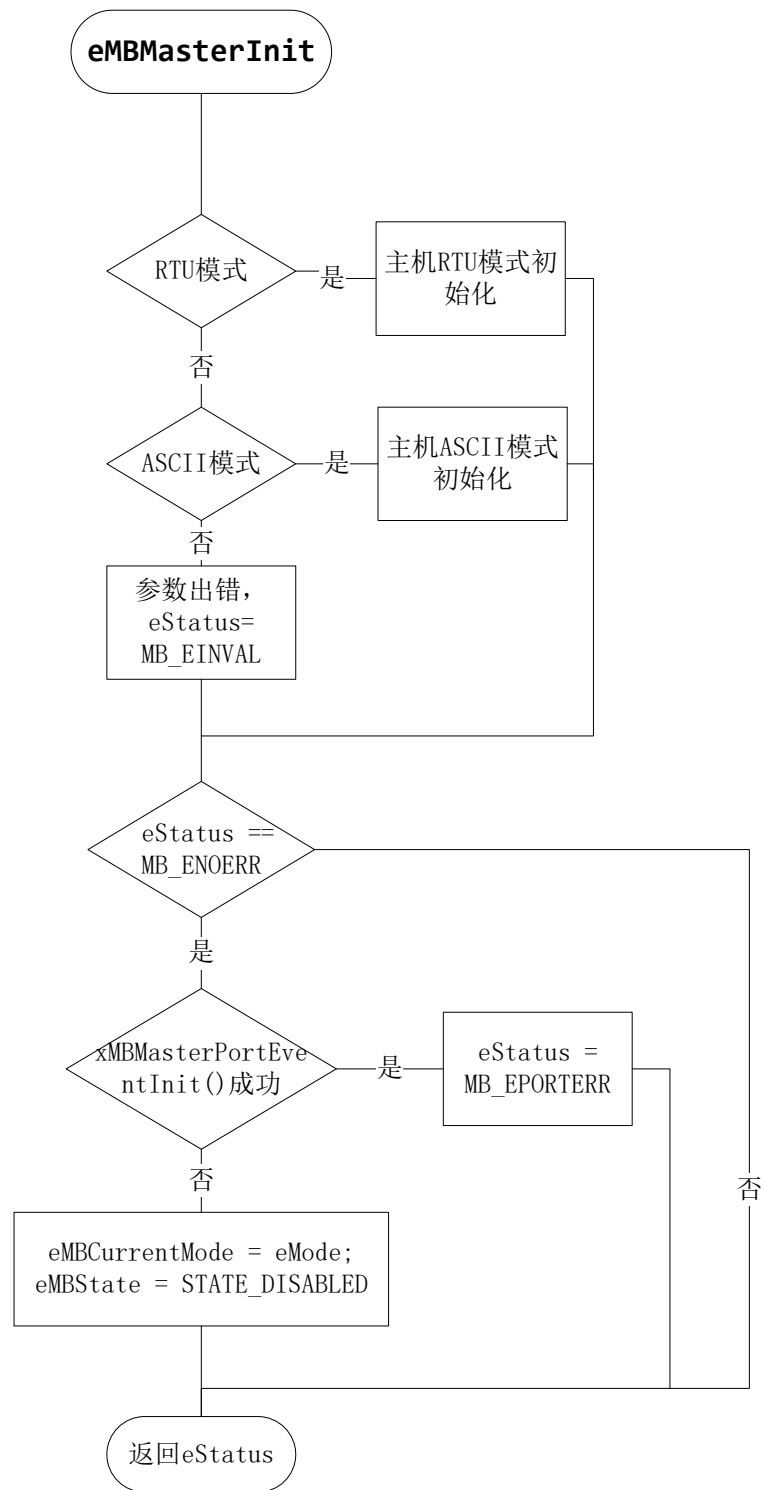 eMBMasterInit
RTU模式
是
主机RTU模式初
始化
否
ASCII模式
是
主机ASCII模式
初始化
否
参数出错，
eStatus=
MB_EINVAL
eStatus ==
MB_ENOERR
是
xMBMasterPortEve
ntInit()成功
是
eStatus =
MB_EPORTERR
否
否
eMBCurrentMode = eMode;
eMBState = STATE_DISABLED
返回eStatus